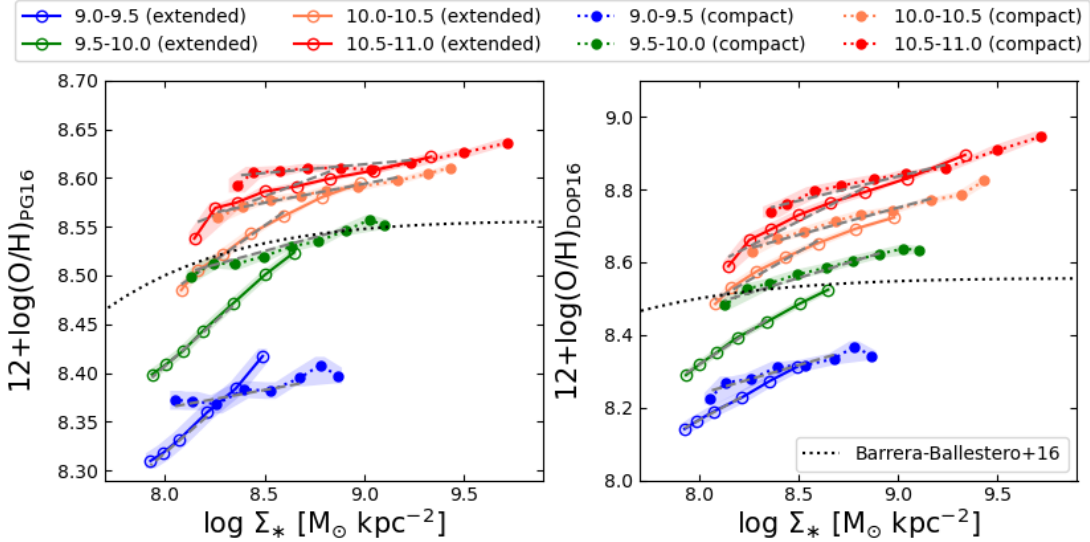 9.0-9.5 (extended) 10.0-10.5 (extended) 9.0-9.5 (compact) 10.0-10.5 (compact)
9.5-10.0 (extended) 10.5-11.0 (extended) 9.5-10.0 (compact) 10.5-11.0 (compact)
12+log(O/H)PG16
8.70
8.65
8.60
8.55
8.50
8.45
8.40
8.35
8.30
8.0 8.5 9.0 9.5
log Σ∗ [M⊙ kpc−2]
12+log(O/H)DOP16
9.0
8.8
8.6
8.4
8.2
8.0
Barrera-Ballestero+16
8.0 8.5 9.0 9.5
log Σ∗ [M⊙ kpc−2]